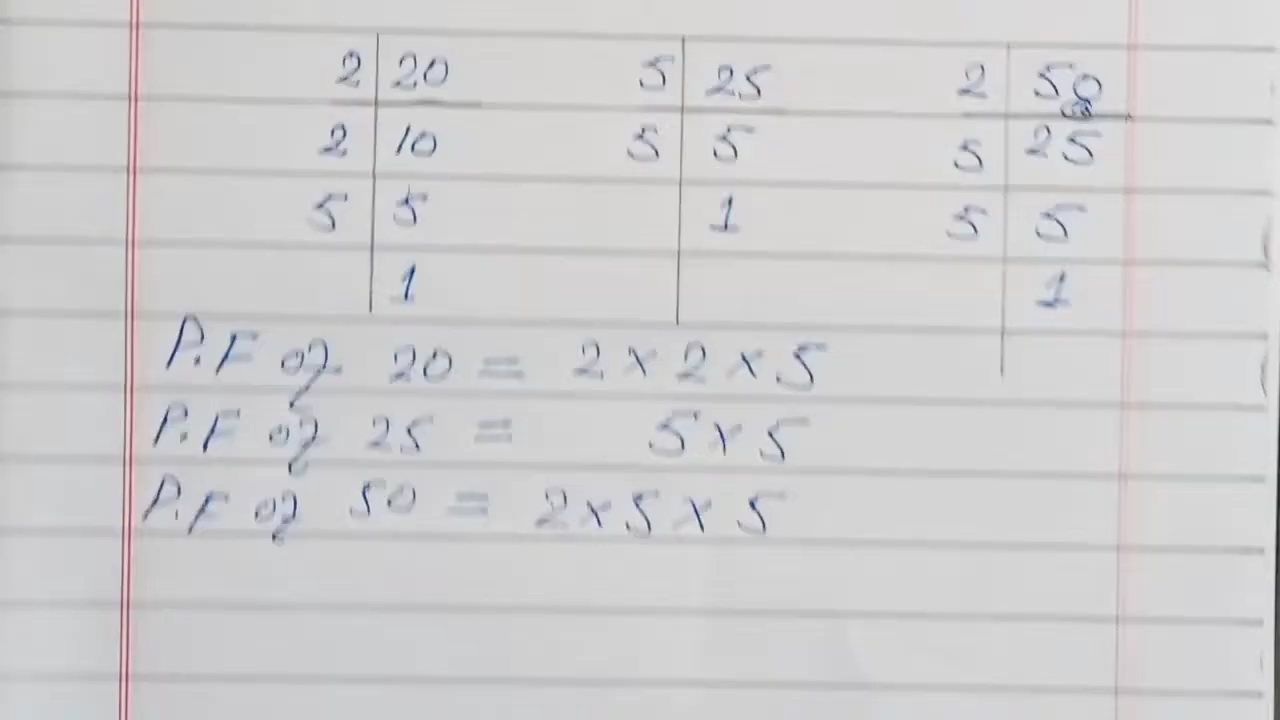 2 20 5 25 2 50
2 10 5 5 5 25
5 5 1 5 5
1 1
P.F of 20 = 2 × 2 × 5
P.F of 25 = 5 × 5
P.F of 50 = 2 × 5 × 5